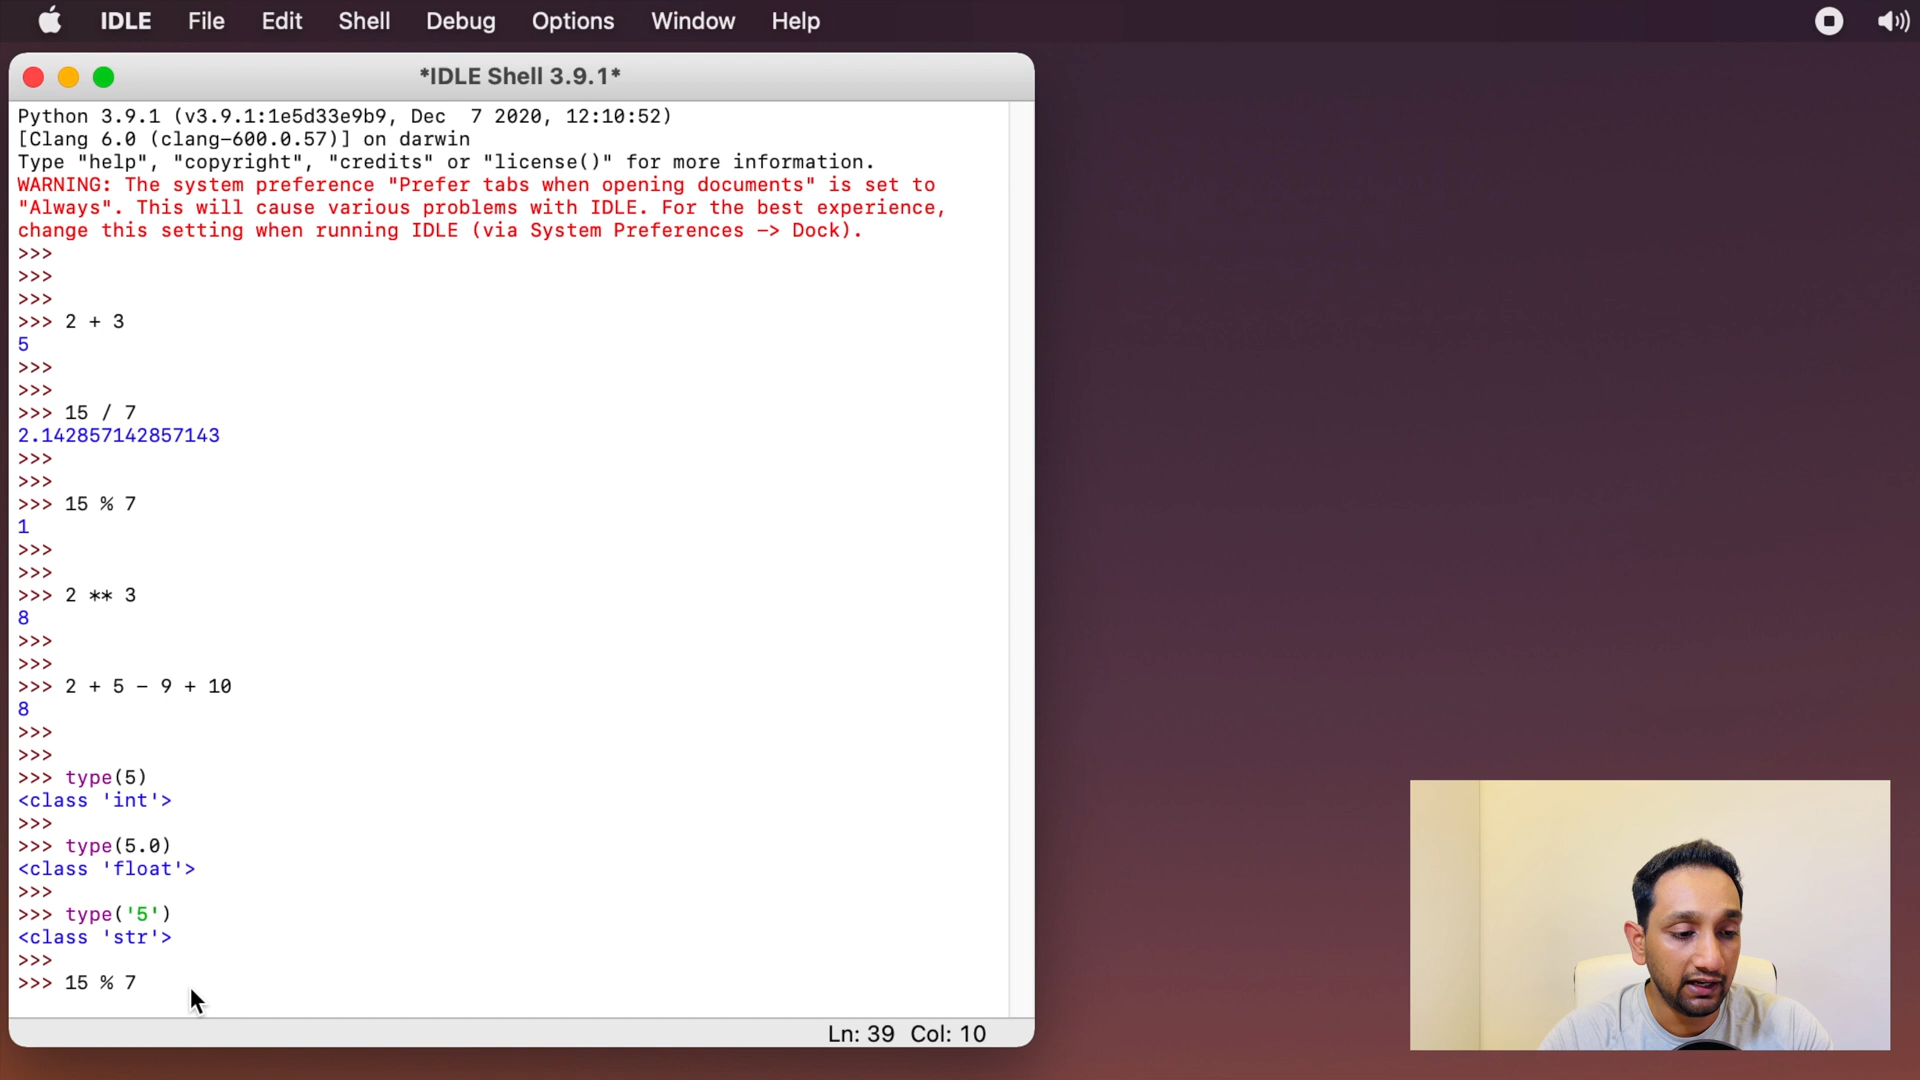 IDLE File Edit Shell Debug Options Window Help
*IDLE Shell 3.9.1*
Python 3.9.1 (v3.9.1:1e5d33e9b9, Dec  7 2020, 12:10:52)
[Clang 6.0 (clang-600.0.57)] on darwin
Type "help", "copyright", "credits" or "license()" for more information.
WARNING: The system preference "Prefer tabs when opening documents" is set to
"Always". This will cause various problems with IDLE. For the best experience,
change this setting when running IDLE (via System Preferences -> Dock).
>>>
>>>
>>>
>>> 2 + 3
5
>>>
>>>
>>> 15 / 7
2.142857142857143
>>>
>>>
>>> 15 % 7
1
>>>
>>>
>>> 2 ** 3
8
>>>
>>>
>>> 2 + 5 - 9 + 10
8
>>>
>>>
>>> type(5)
<class 'int'>
>>>
>>> type(5.0)
<class 'float'>
>>>
>>> type('5')
<class 'str'>
>>>
>>> 15 % 7
Ln: 39 Col: 10